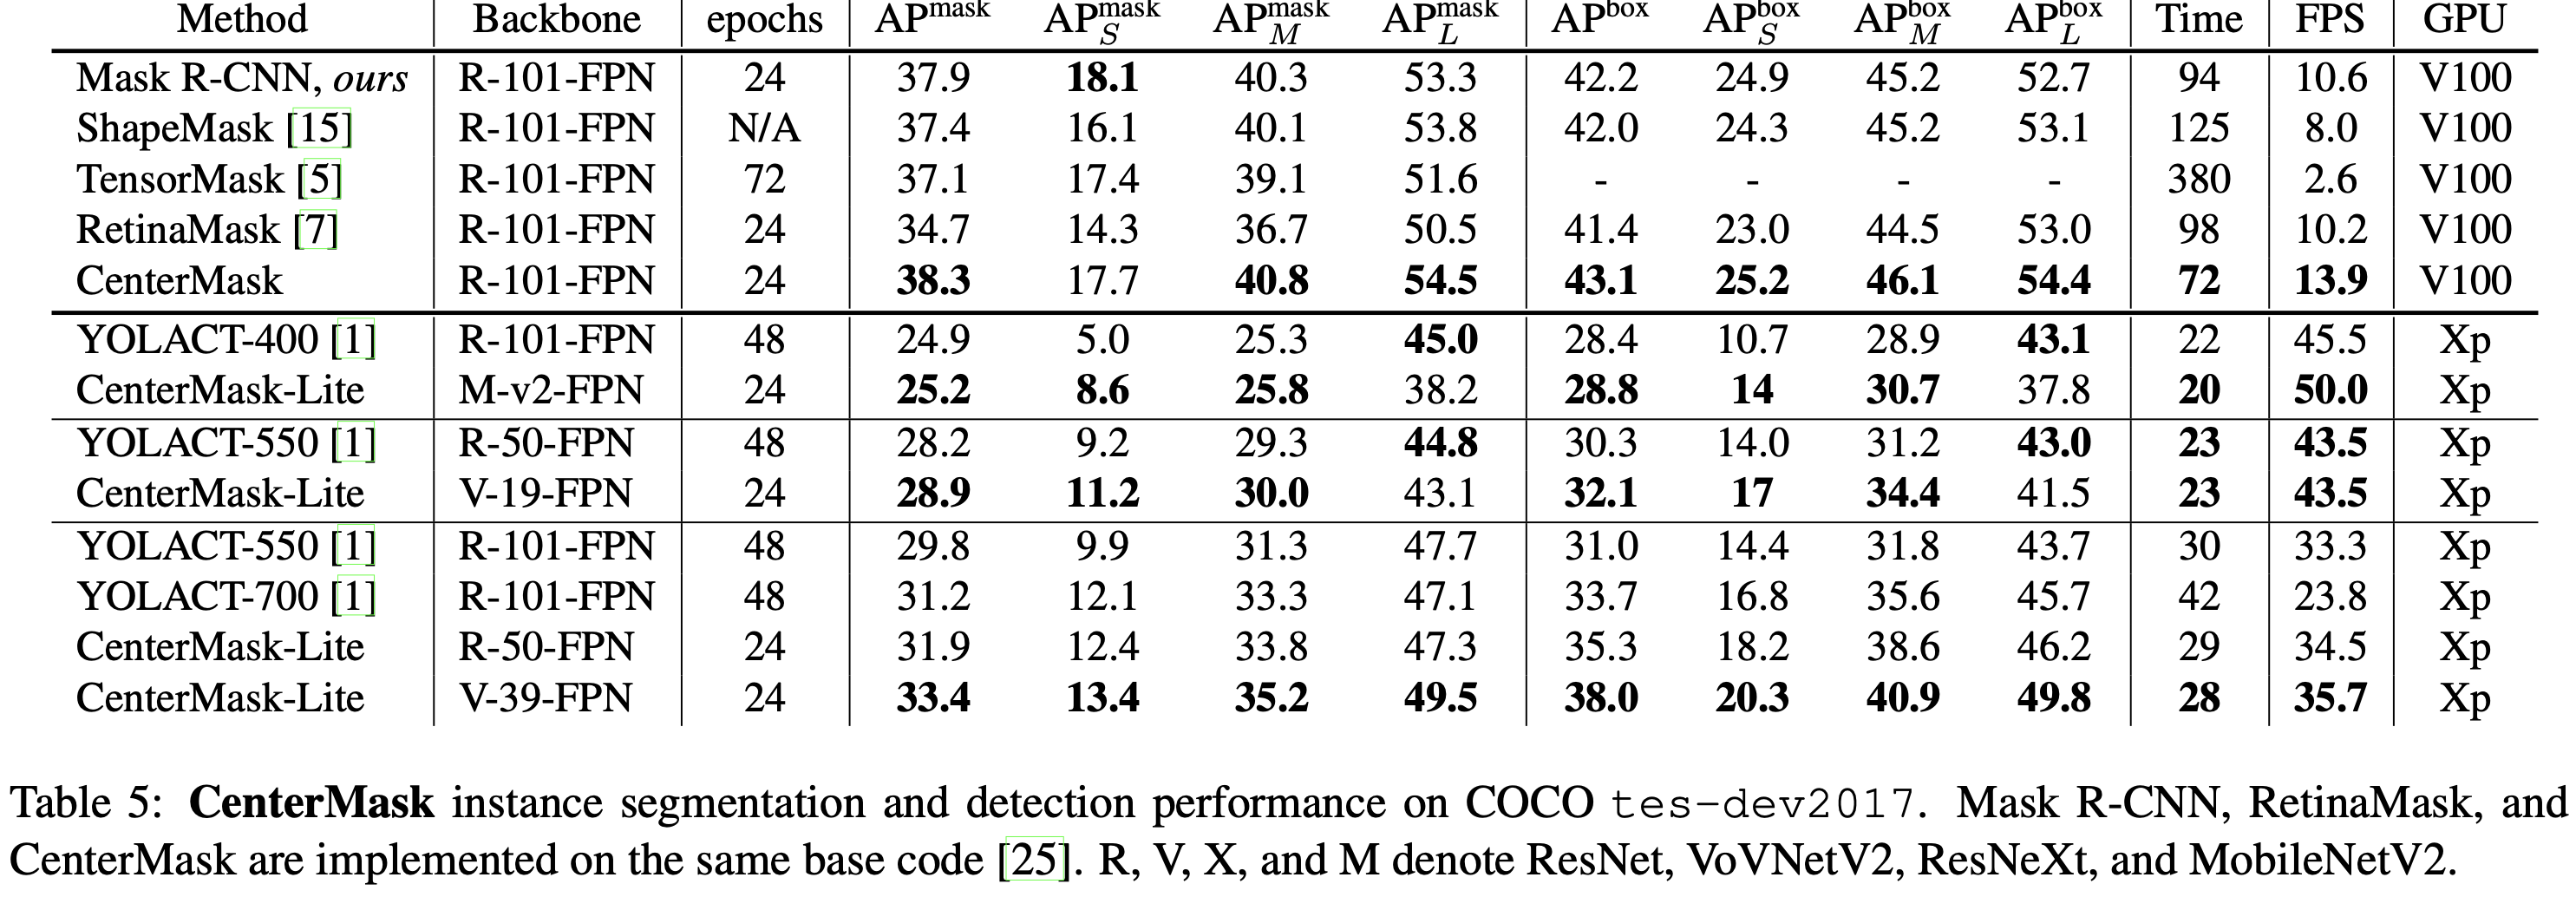 Method Backbone epochs AP^mask AP_S^mask AP_M^mask AP_L^mask AP^box AP_S^box AP_M^box AP_L^box Time FPS GPU
Mask R-CNN, ours R-101-FPN 24 37.9 18.1 40.3 53.3 42.2 24.9 45.2 52.7 94 10.6 V100
ShapeMask [15] R-101-FPN N/A 37.4 16.1 40.1 53.8 42.0 24.3 45.2 53.1 125 8.0 V100
TensorMask [5] R-101-FPN 72 37.1 17.4 39.1 51.6 - - - - 380 2.6 V100
RetinaMask [7] R-101-FPN 24 34.7 14.3 36.7 50.5 41.4 23.0 44.5 53.0 98 10.2 V100
CenterMask R-101-FPN 24 38.3 17.7 40.8 54.5 43.1 25.2 46.1 54.4 72 13.9 V100
YOLACT-400 [1] R-101-FPN 48 24.9 5.0 25.3 45.0 28.4 10.7 28.9 43.1 22 45.5 Xp
CenterMask-Lite M-v2-FPN 24 25.2 8.6 25.8 38.2 28.8 14 30.7 37.8 20 50.0 Xp
YOLACT-550 [1] R-50-FPN 48 28.2 9.2 29.3 44.8 30.3 14.0 31.2 43.0 23 43.5 Xp
CenterMask-Lite V-19-FPN 24 28.9 11.2 30.0 43.1 32.1 17 34.4 41.5 23 43.5 Xp
YOLACT-550 [1] R-101-FPN 48 29.8 9.9 31.3 47.7 31.0 14.4 31.8 43.7 30 33.3 Xp
YOLACT-700 [1] R-101-FPN 48 31.2 12.1 33.3 47.1 33.7 16.8 35.6 45.7 42 23.8 Xp
CenterMask-Lite R-50-FPN 24 31.9 12.4 33.8 47.3 35.3 18.2 38.6 46.2 29 34.5 Xp
CenterMask-Lite V-39-FPN 24 33.4 13.4 35.2 49.5 38.0 20.3 40.9 49.8 28 35.7 Xp
Table 5: CenterMask instance segmentation and detection performance on COCO tes-dev2017. Mask R-CNN, RetinaMask, and
CenterMask are implemented on the same base code [25]. R, V, X, and M denote ResNet, VoVNetV2, ResNeXt, and MobileNetV2.